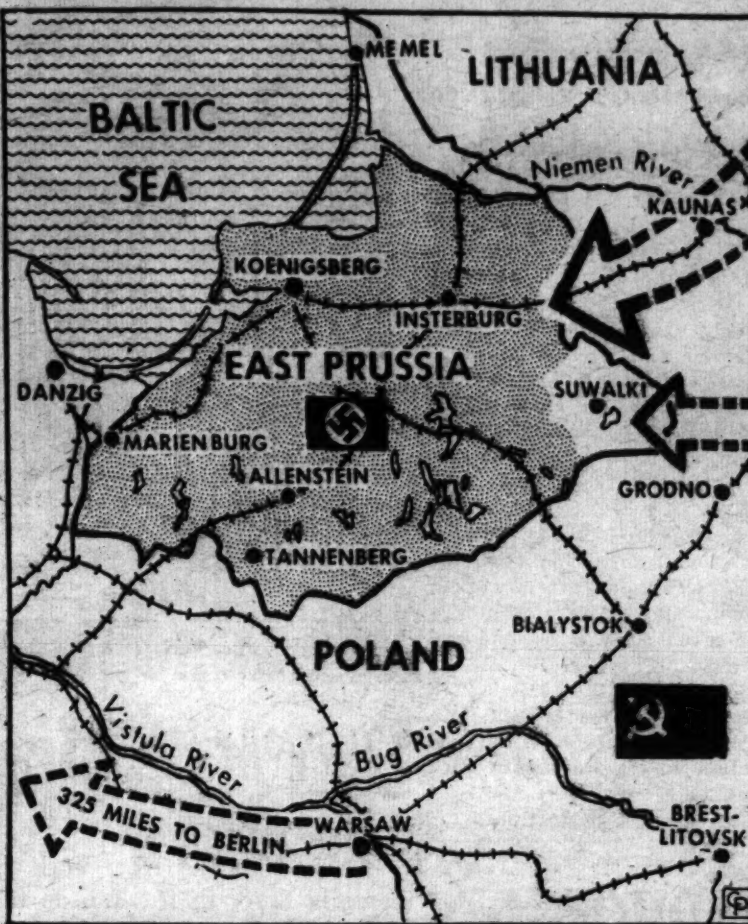 MEMEL
LITHUANIA
BALTIC
SEA
Niemen River
KAUNAS
KOENIGSBERG
INSTERBURG
EAST PRUSSIA
DANZIG
SUWALKI
MARIENBURG
ALLENSTEIN
GRODNO
TANNENBERG
BIALYSTOK
POLAND
Vistula River
Bug River
325 MILES TO BERLIN
WARSAW
BREST-
LITOVSK
CP